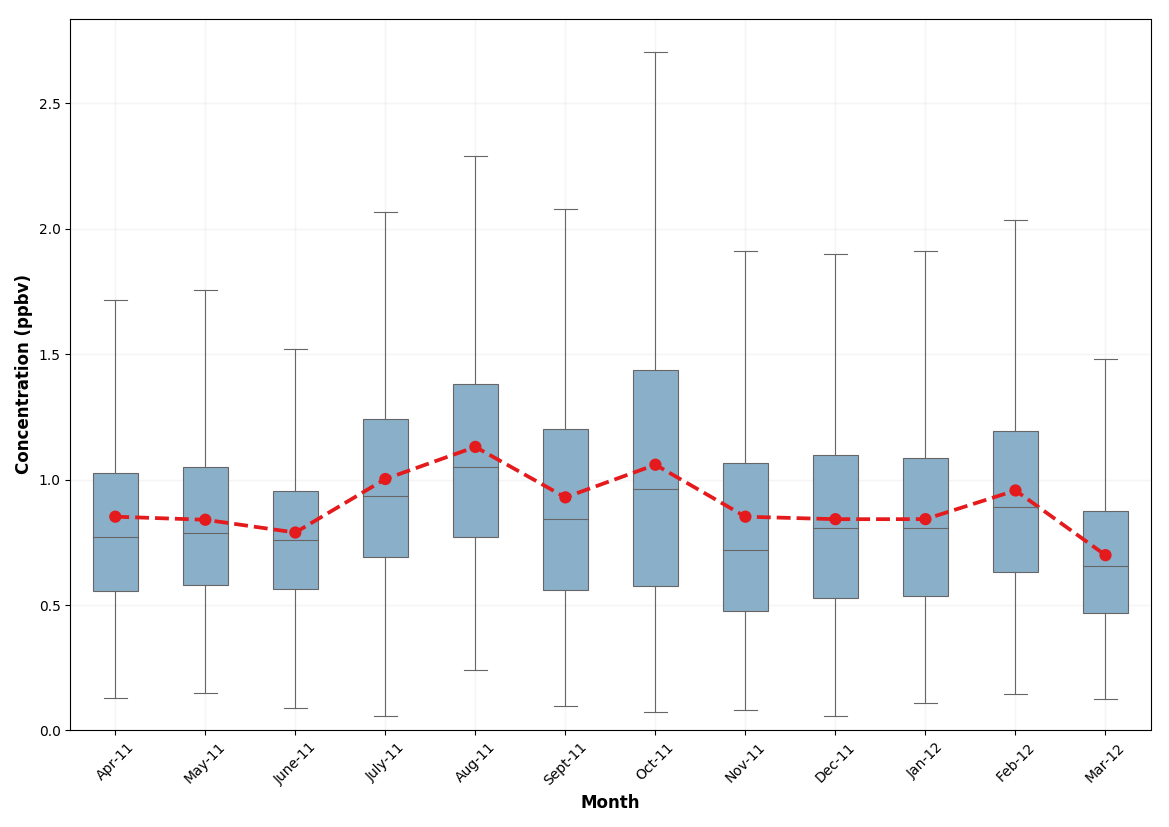 Concentration (ppbv)
2.5
2.0
1.5
1.0
0.5
0.0
Apr-11
May-11
June-11
July-11
Aug-11
Sept-11
Oct-11
Nov-11
Dec-11
Jan-12
Feb-12
Mar-12
Month